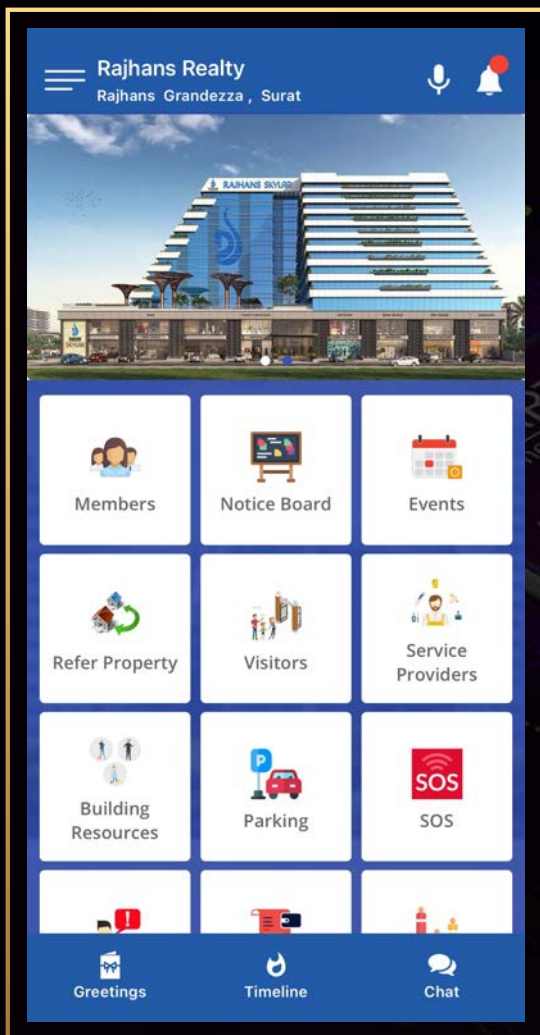 Rajhans Realty
Rajhans Grandezza , Surat
RAJHANS SKYLAR
Members
Notice Board
Events
Refer Property
Visitors
Service
Providers
P
SOS
Building
Resources
Parking
SOS
Greetings
Timeline
Chat